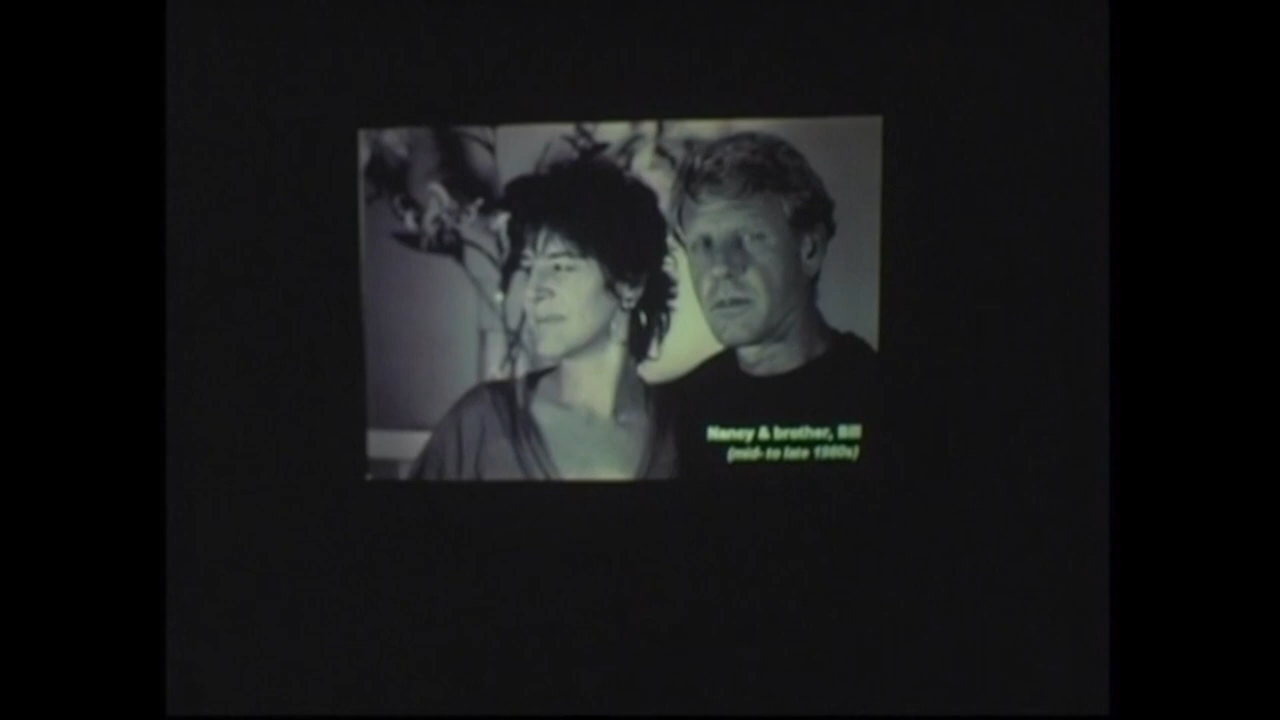 Nancy & brother, Bill
(mid- to late 1980s)